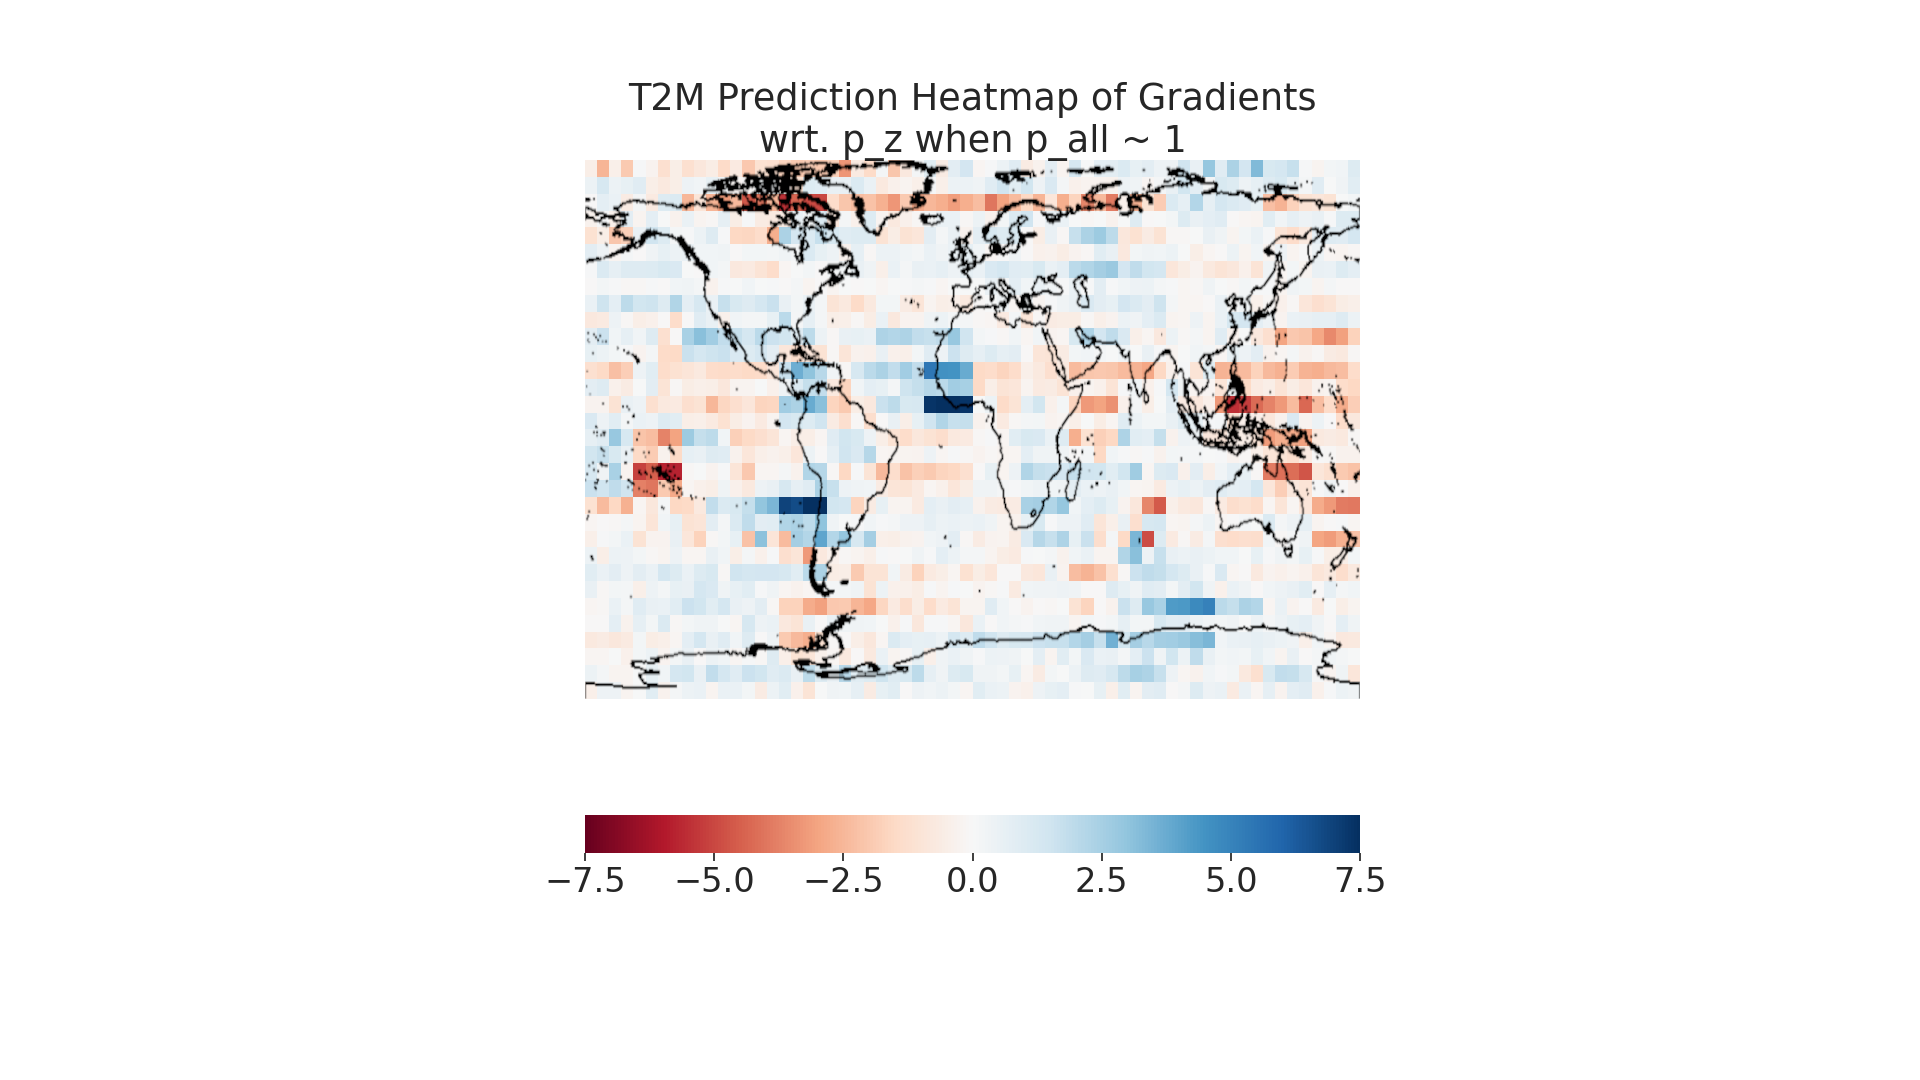 T2M Prediction Heatmap of Gradients
wrt. p_z when p_all ~ 1
−7.5 −5.0 −2.5 0.0 2.5 5.0 7.5